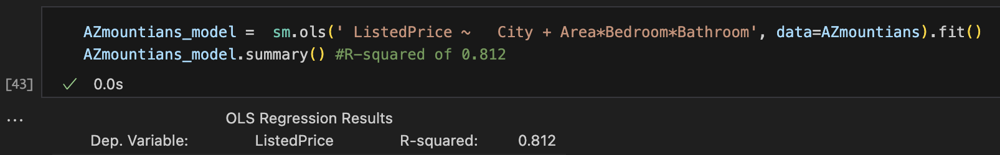 AZmountians_model =  sm.ols(' ListedPrice ~   City + Area*Bedroom*Bathroom', data=AZmountians).fit()
AZmountians_model.summary() #R-squared of 0.812
[43] ✓ 0.0s
...
OLS Regression Results
Dep. Variable: ListedPrice R-squared: 0.812